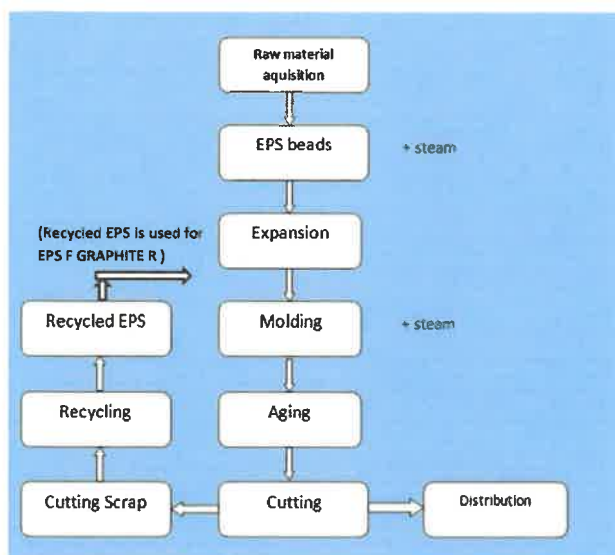 Raw material
aquisition
EPS beads
+ steam
Expansion
(Recycled EPS is used for
EPS F GRAPHITE R )
Recycled EPS
Molding
+ steam
Recycling
Aging
Cutting Scrap
Cutting
Distribution